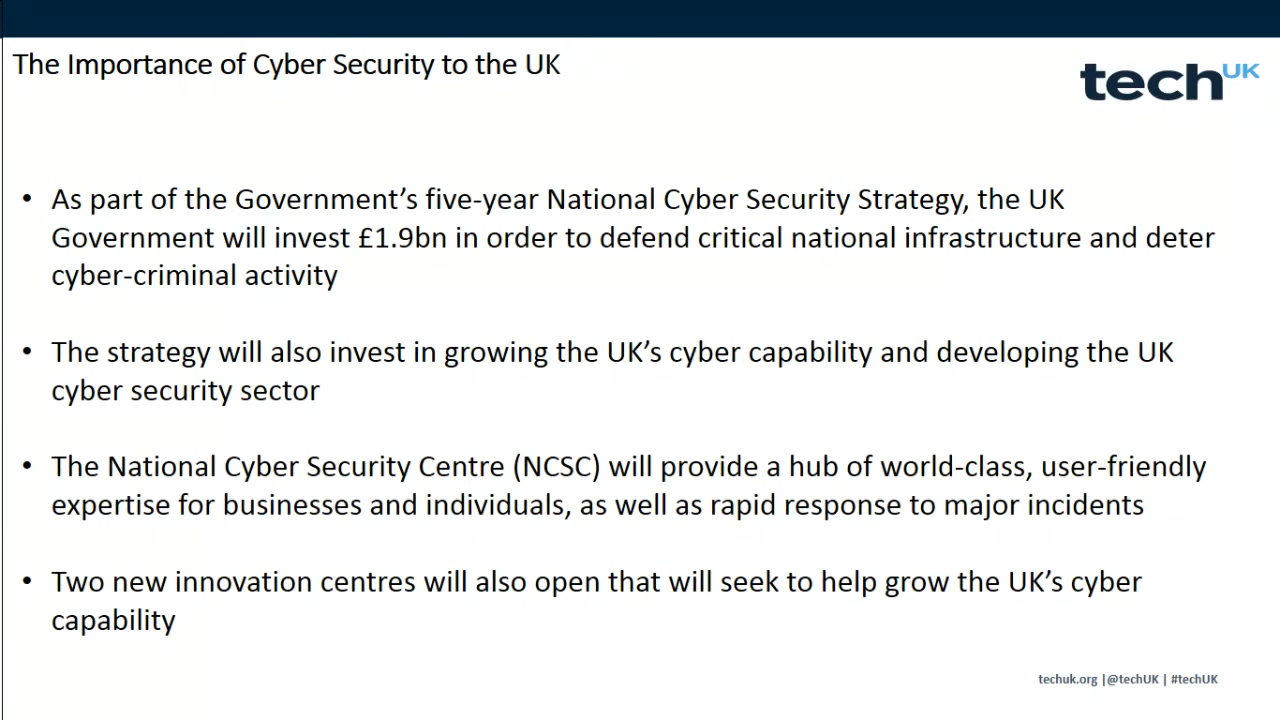 The Importance of Cyber Security to the UK
techUK
• As part of the Government’s five-year National Cyber Security Strategy, the UK
Government will invest £1.9bn in order to defend critical national infrastructure and deter
cyber-criminal activity
• The strategy will also invest in growing the UK’s cyber capability and developing the UK
cyber security sector
• The National Cyber Security Centre (NCSC) will provide a hub of world-class, user-friendly
expertise for businesses and individuals, as well as rapid response to major incidents
• Two new innovation centres will also open that will seek to help grow the UK’s cyber
capability
techuk.org |@techUK | #techUK